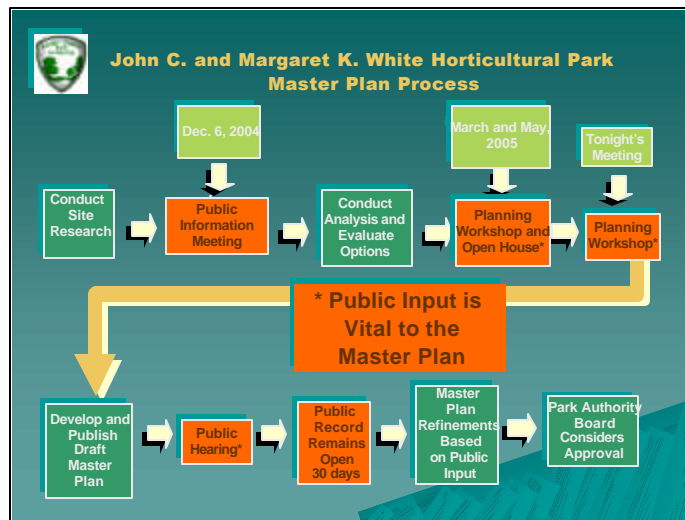 John C. and Margaret K. White Horticultural Park
Master Plan Process
Dec. 6, 2004
March and May,
2005
Tonight's
Meeting
Conduct
Site
Research
Public
Information
Meeting
Conduct
Analysis and
Evaluate
Options
Planning
Workshop and
Open House*
Planning
Workshop*
* Public Input is
Vital to the
Master Plan
Develop and
Publish
Draft
Master
Plan
Public
Hearing*
Public
Record
Remains
Open
30 days
Master
Plan
Refinements
Based
on Public
Input
Park Authority
Board
Considers
Approval